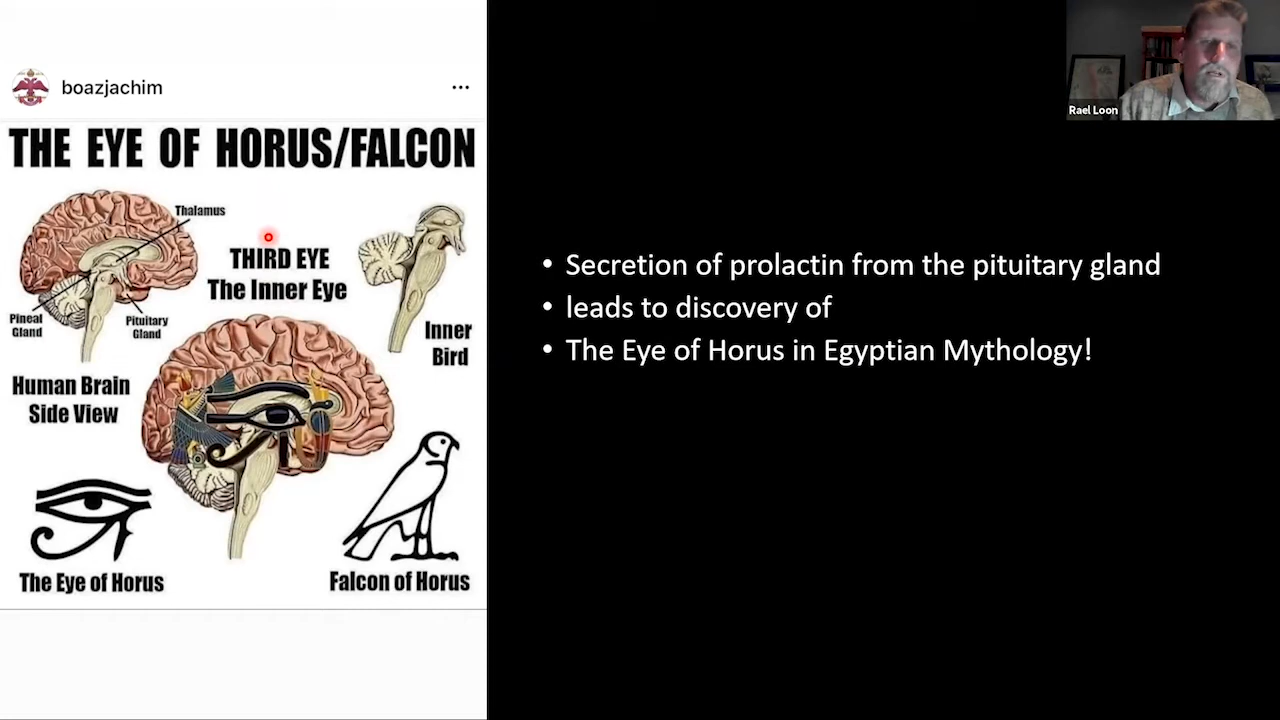 boazjachim
THE EYE OF HORUS/FALCON
Thalamus
THIRD EYE
The Inner Eye
Pineal
Gland
Pituitary
Gland
Inner
Bird
Human Brain
Side View
The Eye of Horus
Falcon of Horus
• Secretion of prolactin from the pituitary gland
• leads to discovery of
• The Eye of Horus in Egyptian Mythology!
Rael Loon